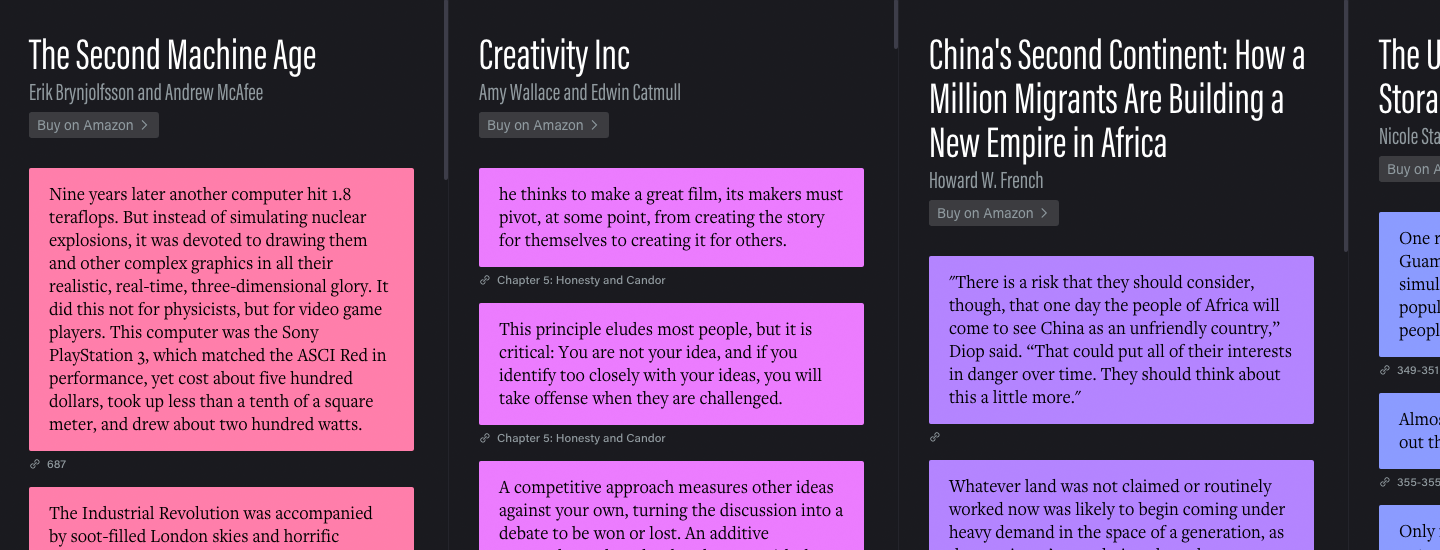 The Second Machine Age
Erik Brynjolfsson and Andrew McAfee
Buy on Amazon
Nine years later another computer hit 1.8
teraflops. But instead of simulating nuclear
explosions, it was devoted to drawing them
and other complex graphics in all their
realistic, real-time, three-dimensional glory. It
did this not for physicists, but for video game
players. This computer was the Sony
PlayStation 3, which matched the ASCI Red in
performance, yet cost about five hundred
dollars, took up less than a tenth of a square
meter, and drew about two hundred watts.
687
The Industrial Revolution was accompanied
by soot-filled London skies and horrific
Creativity Inc
Amy Wallace and Edwin Catmull
Buy on Amazon
he thinks to make a great film, its makers must
pivot, at some point, from creating the story
for themselves to creating it for others.
Chapter 5: Honesty and Candor
This principle eludes most people, but it is
critical: You are not your idea, and if you
identify too closely with your ideas, you will
take offense when they are challenged.
Chapter 5: Honesty and Candor
A competitive approach measures other ideas
against your own, turning the discussion into a
debate to be won or lost. An additive
China's Second Continent: How a
Million Migrants Are Building a
New Empire in Africa
Howard W. French
Buy on Amazon
"There is a risk that they should consider,
though, that one day the people of Africa will
come to see China as an unfriendly country,”
Diop said. “That could put all of their interests
in danger over time. They should think about
this a little more."
Whatever land was not claimed or routinely
worked now was likely to begin coming under
heavy demand in the space of a generation, as
The
Nicole
Buy on
One
349-351
out
355-355
Only